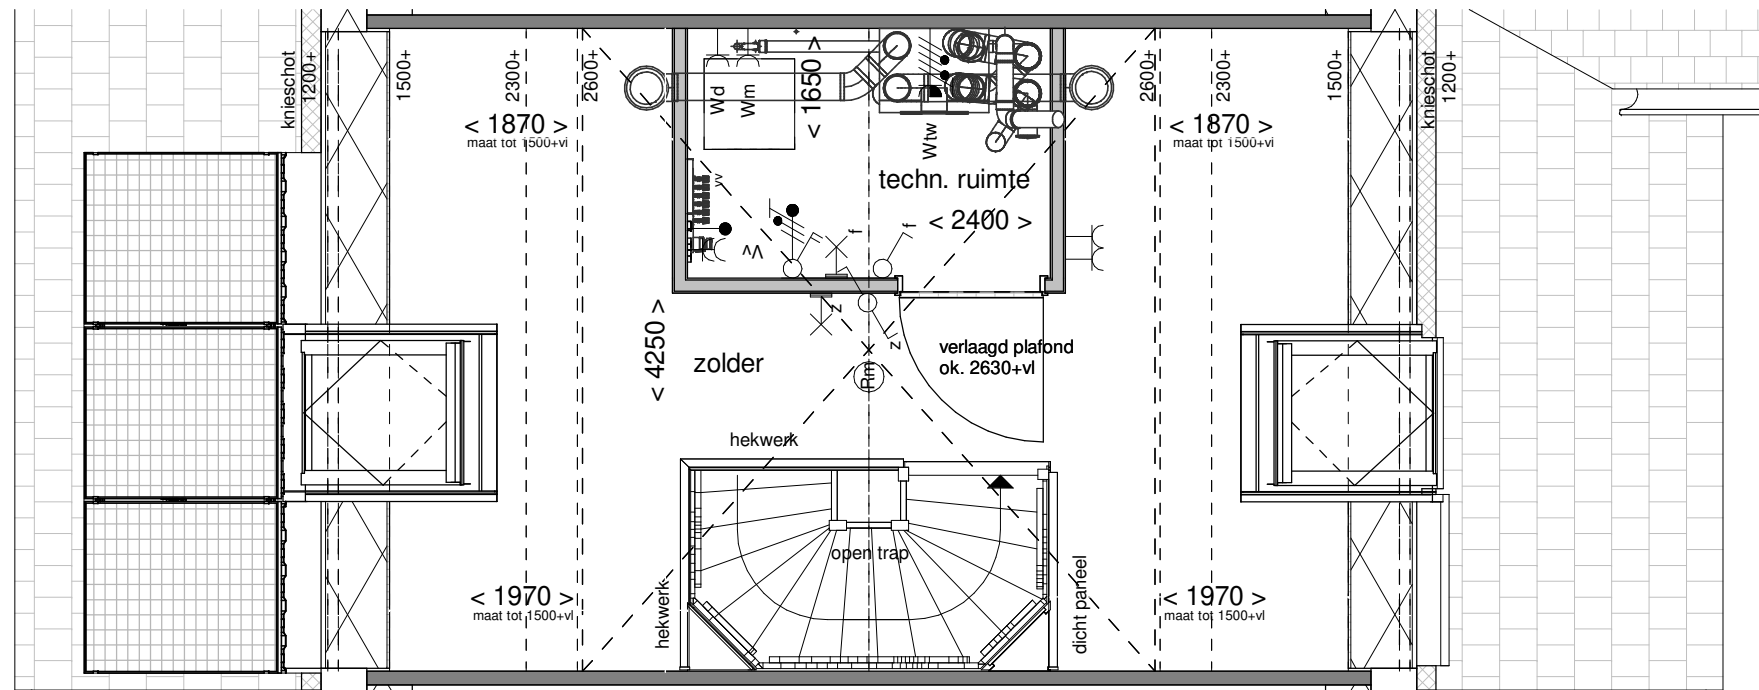 knieschot
1200+
1500+
2300+
2600+
Wd
Wm
< 1650 >
Wtw
2600+
2300+
1500+
knieschot
1200+
< 1870 >
maat tot 1500+vl
< 1870 >
maat tot 1500+vl
vv
techn. ruimte
< 2400 >
f
f
z
z
< 4250 >
zolder
verlaagd plafond
ok. 2630+vl
Rm
hekwerk
open trap
hekwerk
dicht paneel
< 1970 >
maat tot 1500+vl
< 1970 >
maat tot 1500+vl